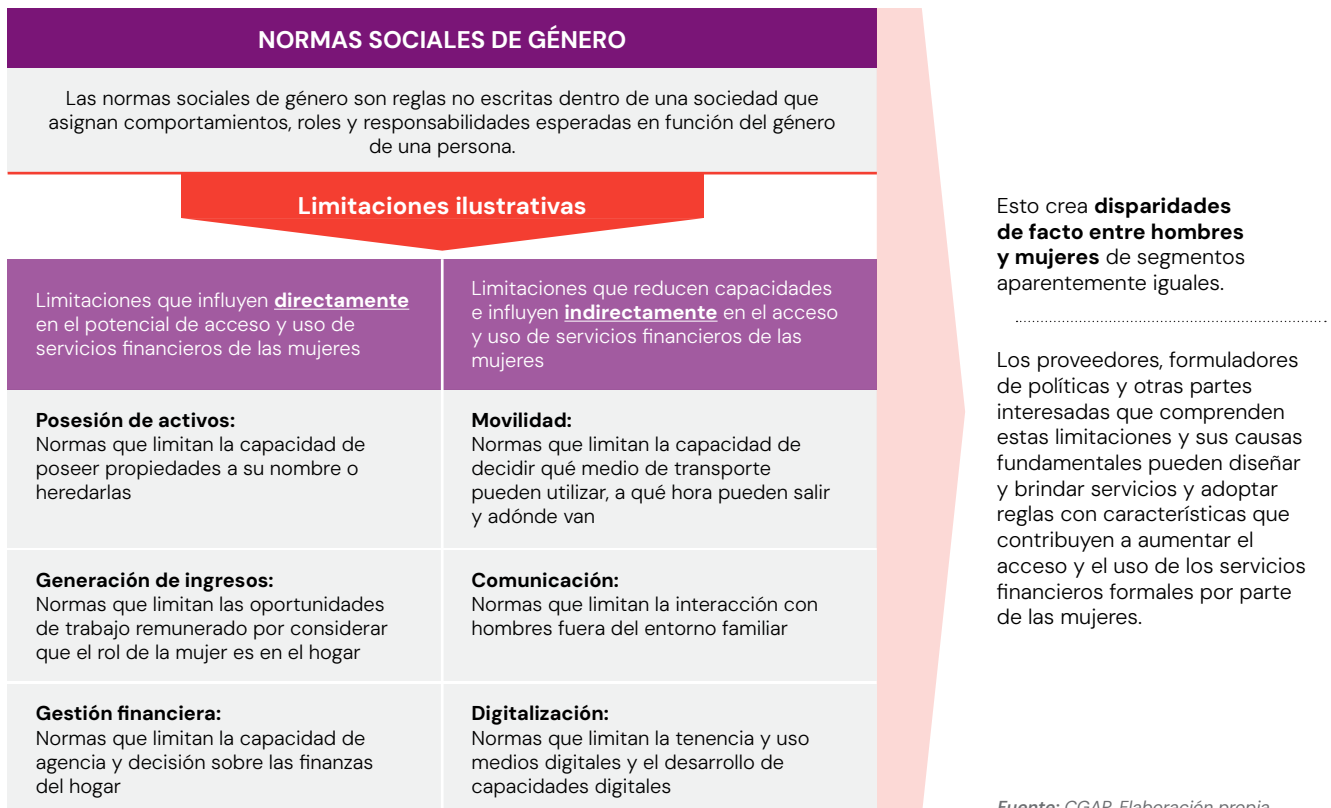 NORMAS SOCIALES DE GÉNERO
Las normas sociales de género son reglas no escritas dentro de una sociedad que
asignan comportamientos, roles y responsabilidades esperadas en función del género
de una persona.
Limitaciones ilustrativas
Limitaciones que influyen directamente
en el potencial de acceso y uso de
servicios financieros de las mujeres
Limitaciones que reducen capacidades
e influyen indirectamente en el acceso
y uso de servicios financieros de las
mujeres
Posesión de activos:
Normas que limitan la capacidad de
poseer propiedades a su nombre o
heredarlas
Movilidad:
Normas que limitan la capacidad de
decidir qué medio de transporte
pueden utilizar, a qué hora pueden salir
y adónde van
Generación de ingresos:
Normas que limitan las oportunidades
de trabajo remunerado por considerar
que el rol de la mujer es en el hogar
Comunicación:
Normas que limitan la interacción con
hombres fuera del entorno familiar
Gestión financiera:
Normas que limitan la capacidad de
agencia y decisión sobre las finanzas
del hogar
Digitalización:
Normas que limitan la tenencia y uso
medios digitales y el desarrollo de
capacidades digitales
Esto crea disparidades
de facto entre hombres
y mujeres de segmentos
aparentemente iguales.
Los proveedores, formuladores
de políticas y otras partes
interesadas que comprenden
estas limitaciones y sus causas
fundamentales pueden diseñar
y brindar servicios y adoptar
reglas con características que
contribuyen a aumentar el
acceso y el uso de los servicios
financieros formales por parte
de las mujeres.
Fuente: CGAP. Elaboración propia